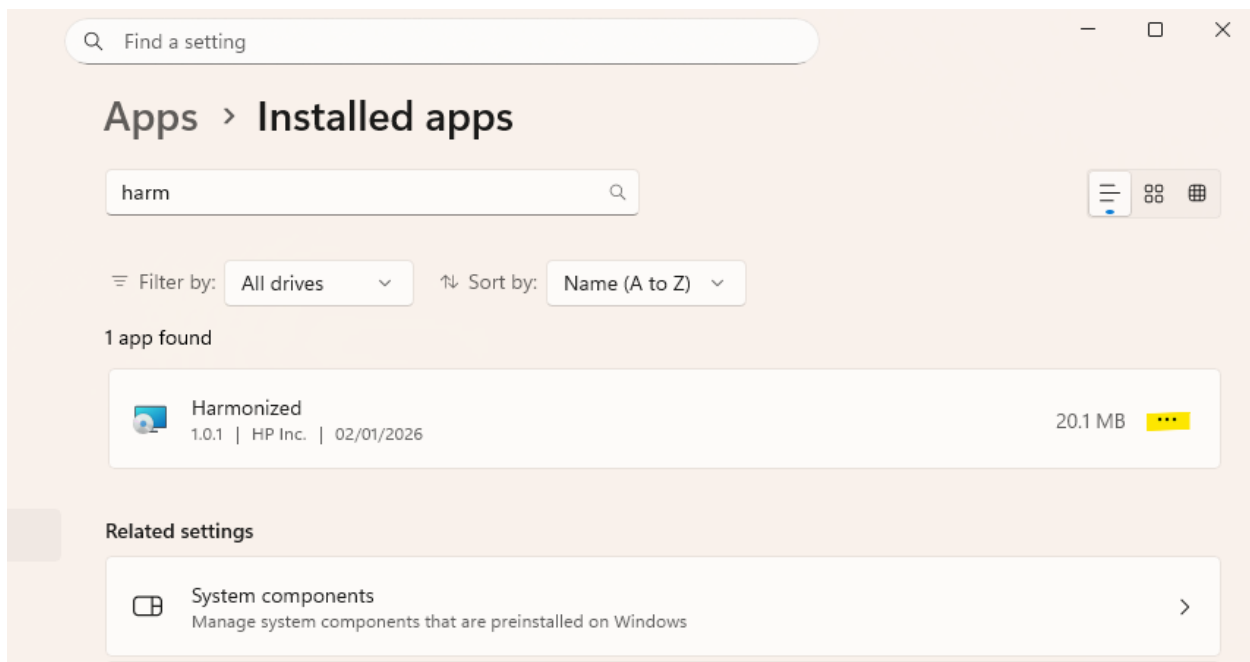 Find a setting
Apps > Installed apps
harm
Filter by: All drives Sort by: Name (A to Z)
1 app found
Harmonized
1.0.1 | HP Inc. | 02/01/2026
20.1 MB ...
Related settings
System components
Manage system components that are preinstalled on Windows